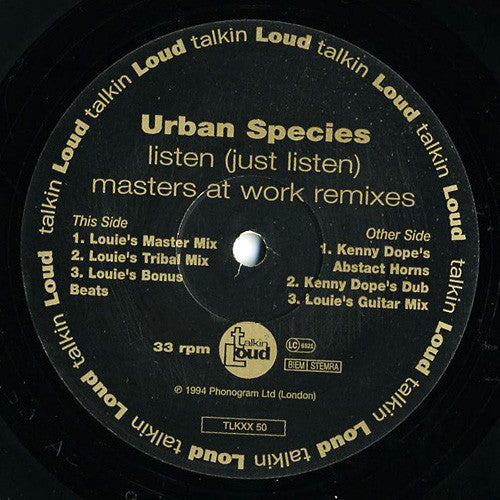 talkin Loud talkin Loud talkin Loud talkin Loud talkin Loud talkin Loud talkin Loud talkin Loud
Urban Species
listen (just listen)
masters at work remixes
This Side
1. Louie's Master Mix
2. Louie's Tribal Mix
3. Louie's Bonus
Beats
Other Side
1. Kenny Dope's
Abstact Horns
2. Kenny Dope's Dub
3. Louie's Guitar Mix
33 rpm
talkin
Loud
LC 6521
BIEM STEMRA
℗ 1994 Phonogram Ltd (London)
TLKXX 50